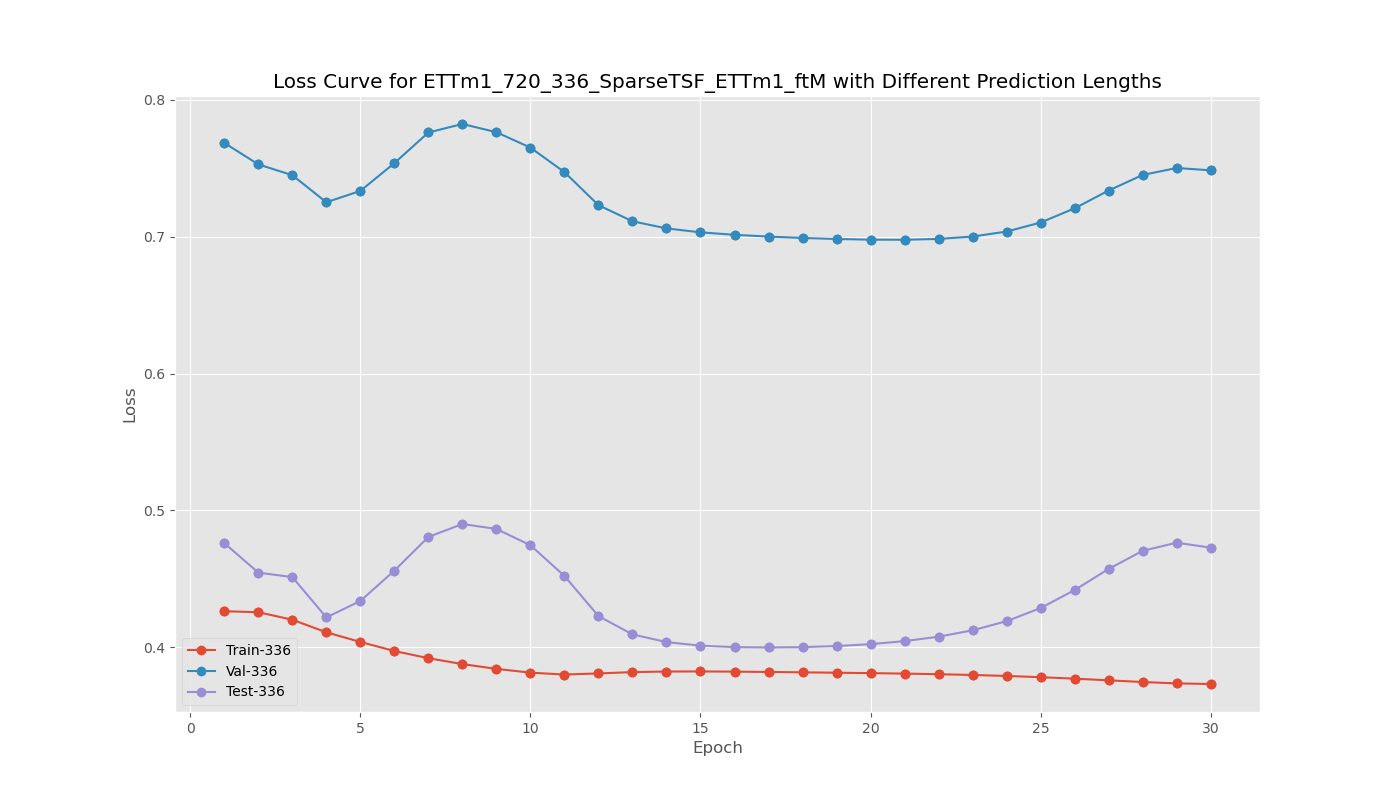 Loss Curve for ETTm1_720_336_SparseTSF_ETTm1_ftM with Different Prediction Lengths
0.8
0.7
0.6
0.5
0.4
Loss
Train-336
Val-336
Test-336
0 5 10 15 20 25 30
Epoch